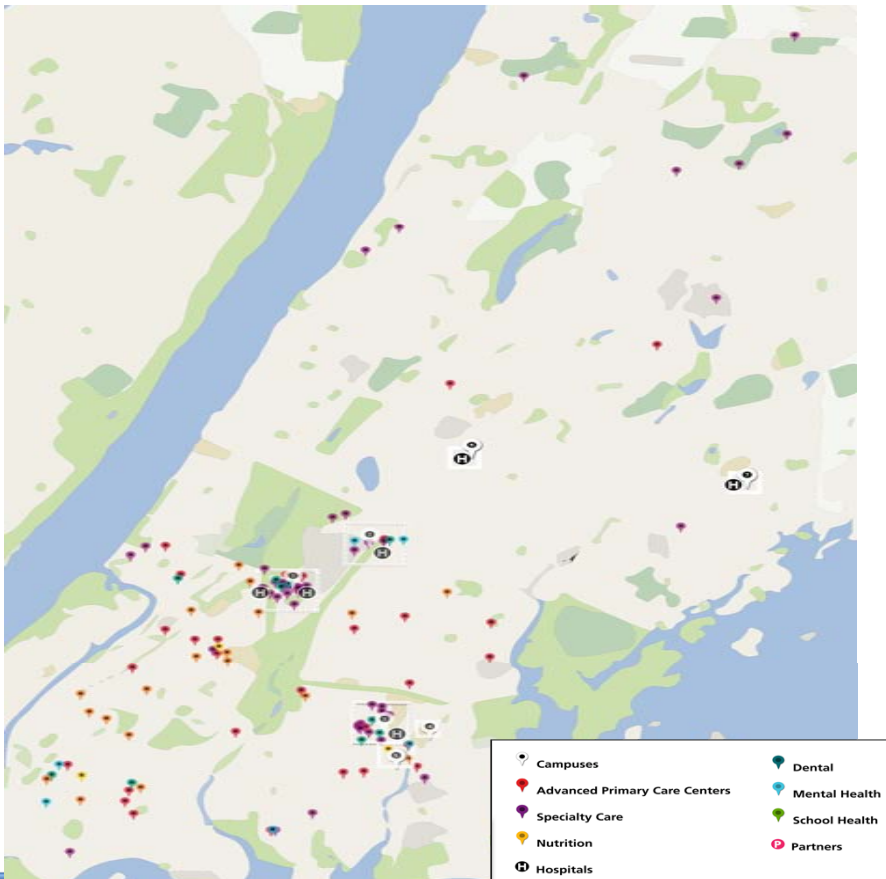 Campuses
Advanced Primary Care Centers
Specialty Care
Nutrition
H Hospitals
Dental
Mental Health
School Health
P Partners
H
H
H
H
H
H